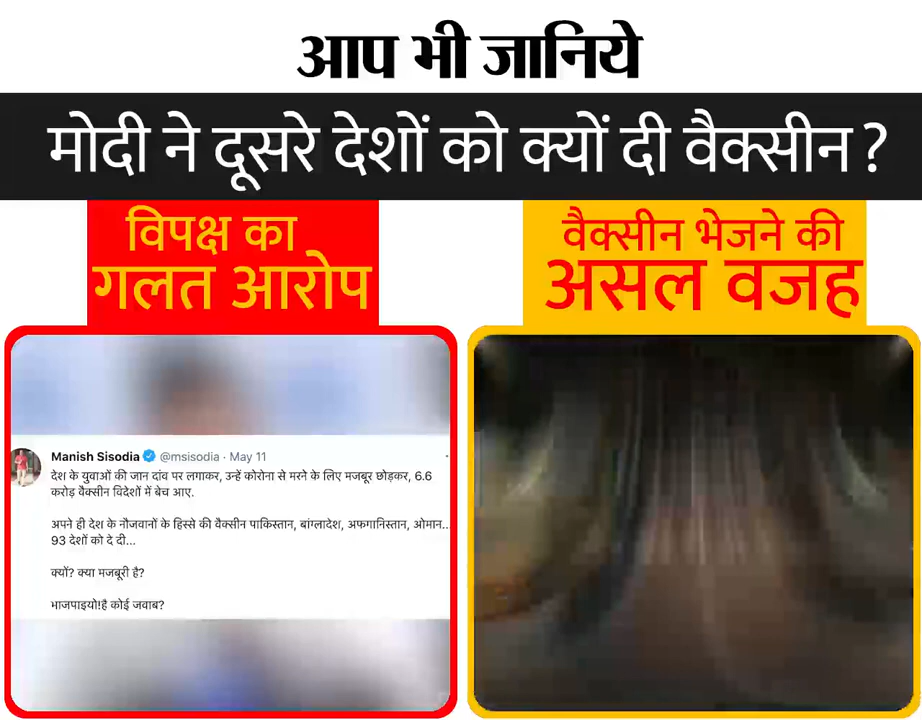 आप भी जानिये
मोदी ने दूसरे देशों को क्यों दी वैक्सीन ?
विपक्ष का
गलत आरोप
वैक्सीन भेजने की
असल वजह
Manish Sisodia @msisodia · May 11
देश के युवाओं की जान दांव पर लगाकर, उन्हें कोरोना से मरने के लिए मजबूर छोड़कर, 6.6
करोड़ वैक्सीन विदेशों में बेच आए.
अपने ही देश के नौजवानों के हिस्से की वैक्सीन पाकिस्तान, बांग्लादेश, अफगानिस्तान, ओमान...
93 देशों को दे दी...
क्यों? क्या मजबूरी है?
भाजपाइयो!है कोई जवाब?